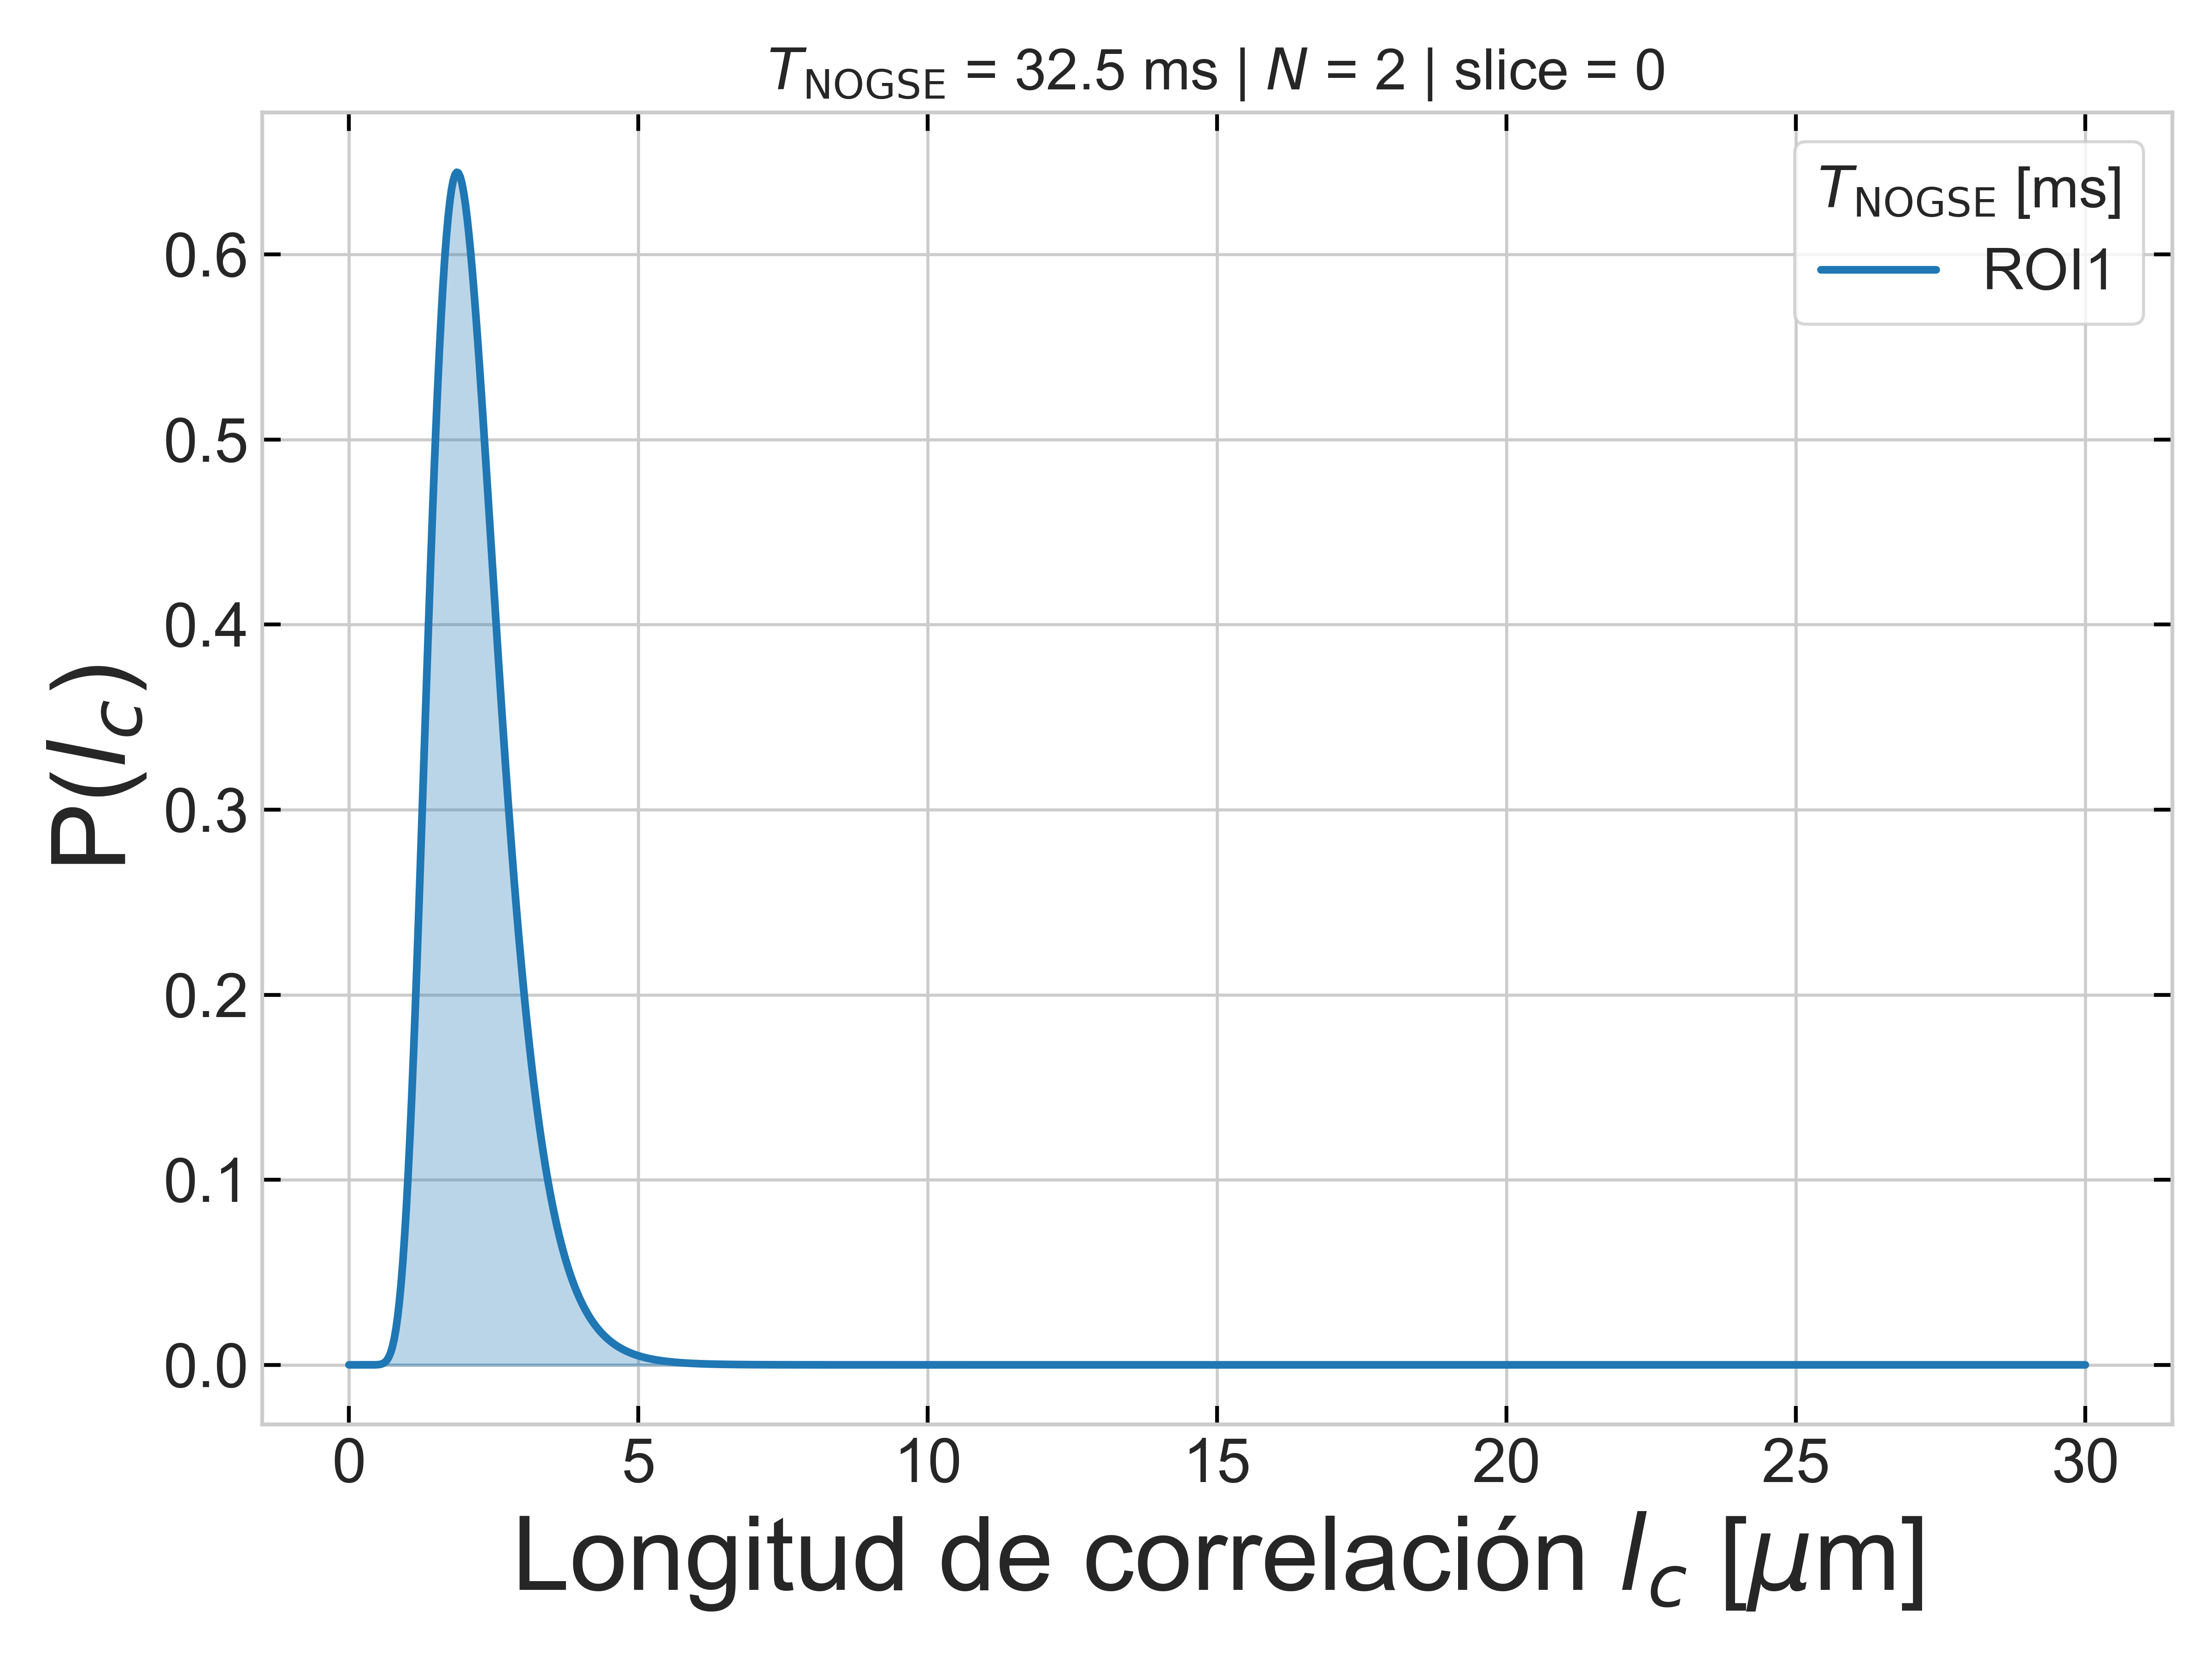 T_NOGSE = 32.5 ms | N = 2 | slice = 0
T_NOGSE [ms]
ROI1
P(l_c)
0.6
0.5
0.4
0.3
0.2
0.1
0.0
0 5 10 15 20 25 30
Longitud de correlación l_c [μm]